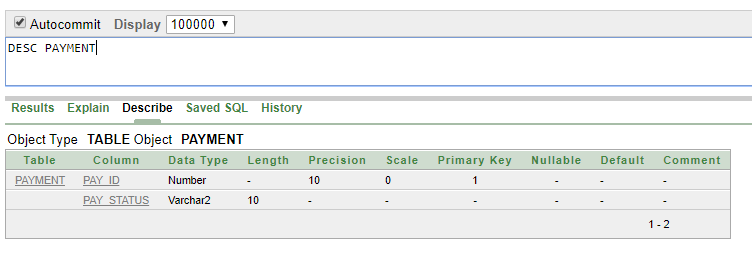 Autocommit Display 100000
DESC PAYMENT
Results Explain Describe Saved SQL History
Object Type TABLE Object PAYMENT
Table Column Data Type Length Precision Scale Primary Key Nullable Default Comment
PAYMENT PAY_ID Number - 10 0 1 - - -
PAY_STATUS Varchar2 10 - - - - - -
1 - 2